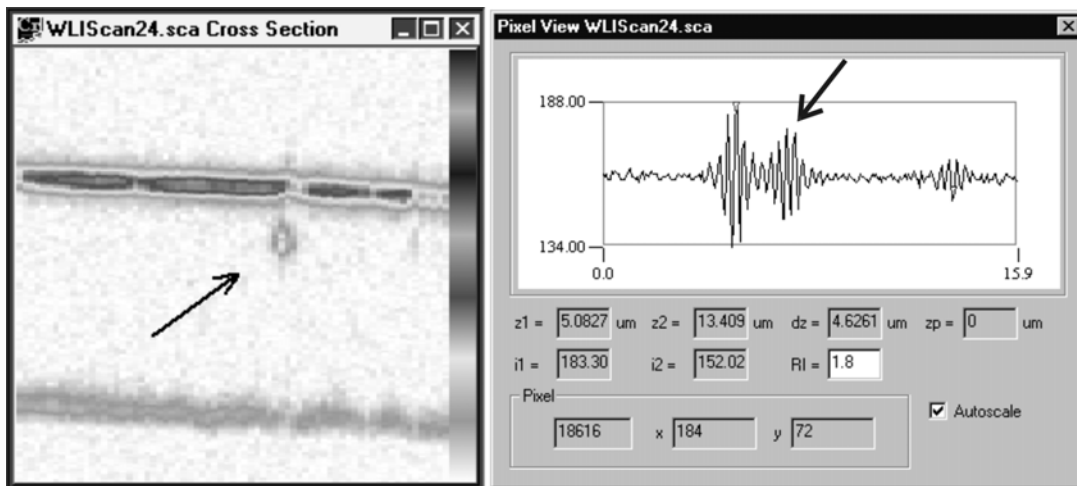 WLIScan24.sca Cross Section
Pixel View WLIScan24.sca
188.00
134.00
0.0 15.9
z1 = 5.0827 um z2 = 13.409 um dz = 4.6261 um zp = 0 um
i1 = 183.30 i2 = 152.02 RI = 1.8
Pixel
18616 x 184 y 72
Autoscale